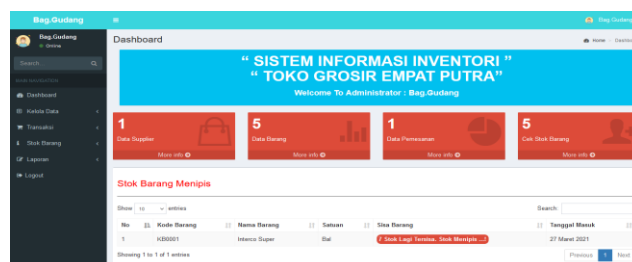 Bag.Gudang
Bag.Gudang
Bag.Gudang
Online
Search...
MAIN NAVIGATION
Dashboard
Kelola Data
Transaksi
Stok Barang
Laporan
Logout
Dashboard
Home
“ SISTEM INFORMASI INVENTORI ”
“ TOKO GROSIR EMPAT PUTRA”
Welcome To Administrator : Bag.Gudang
1
Data Supplier
More info
5
Data Barang
More info
1
Data Pemesanan
More info
5
Cek Stok Barang
More info
Stok Barang Menipis
Show 10 entries
Search:
No Kode Barang Nama Barang Satuan Sisa Barang Tanggal Masuk
1 KB0001 Interco Super Bal 7 Stok Lagi Tersisa. Stok Menipis ...! 27 Maret 2021
Showing 1 to 1 of 1 entries
Previous 1 Next